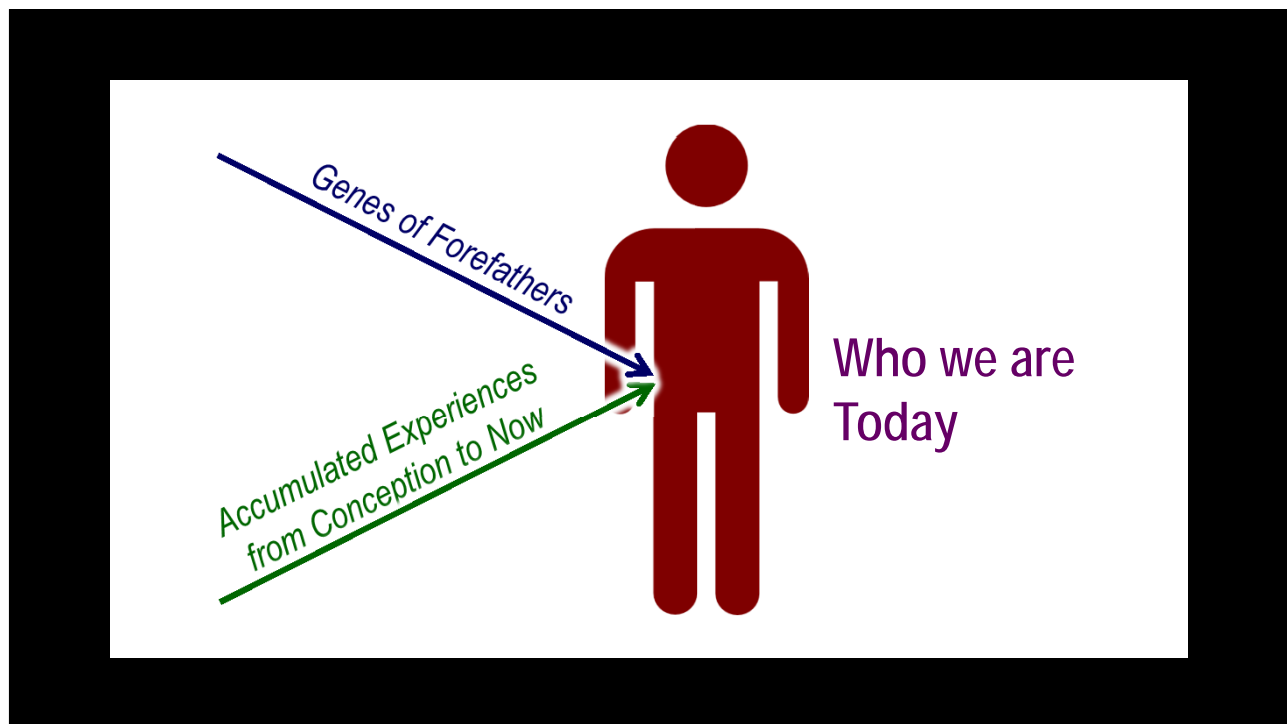 Genes of Forefathers
Accumulated Experiences
from Conception to Now
Who we are
Today